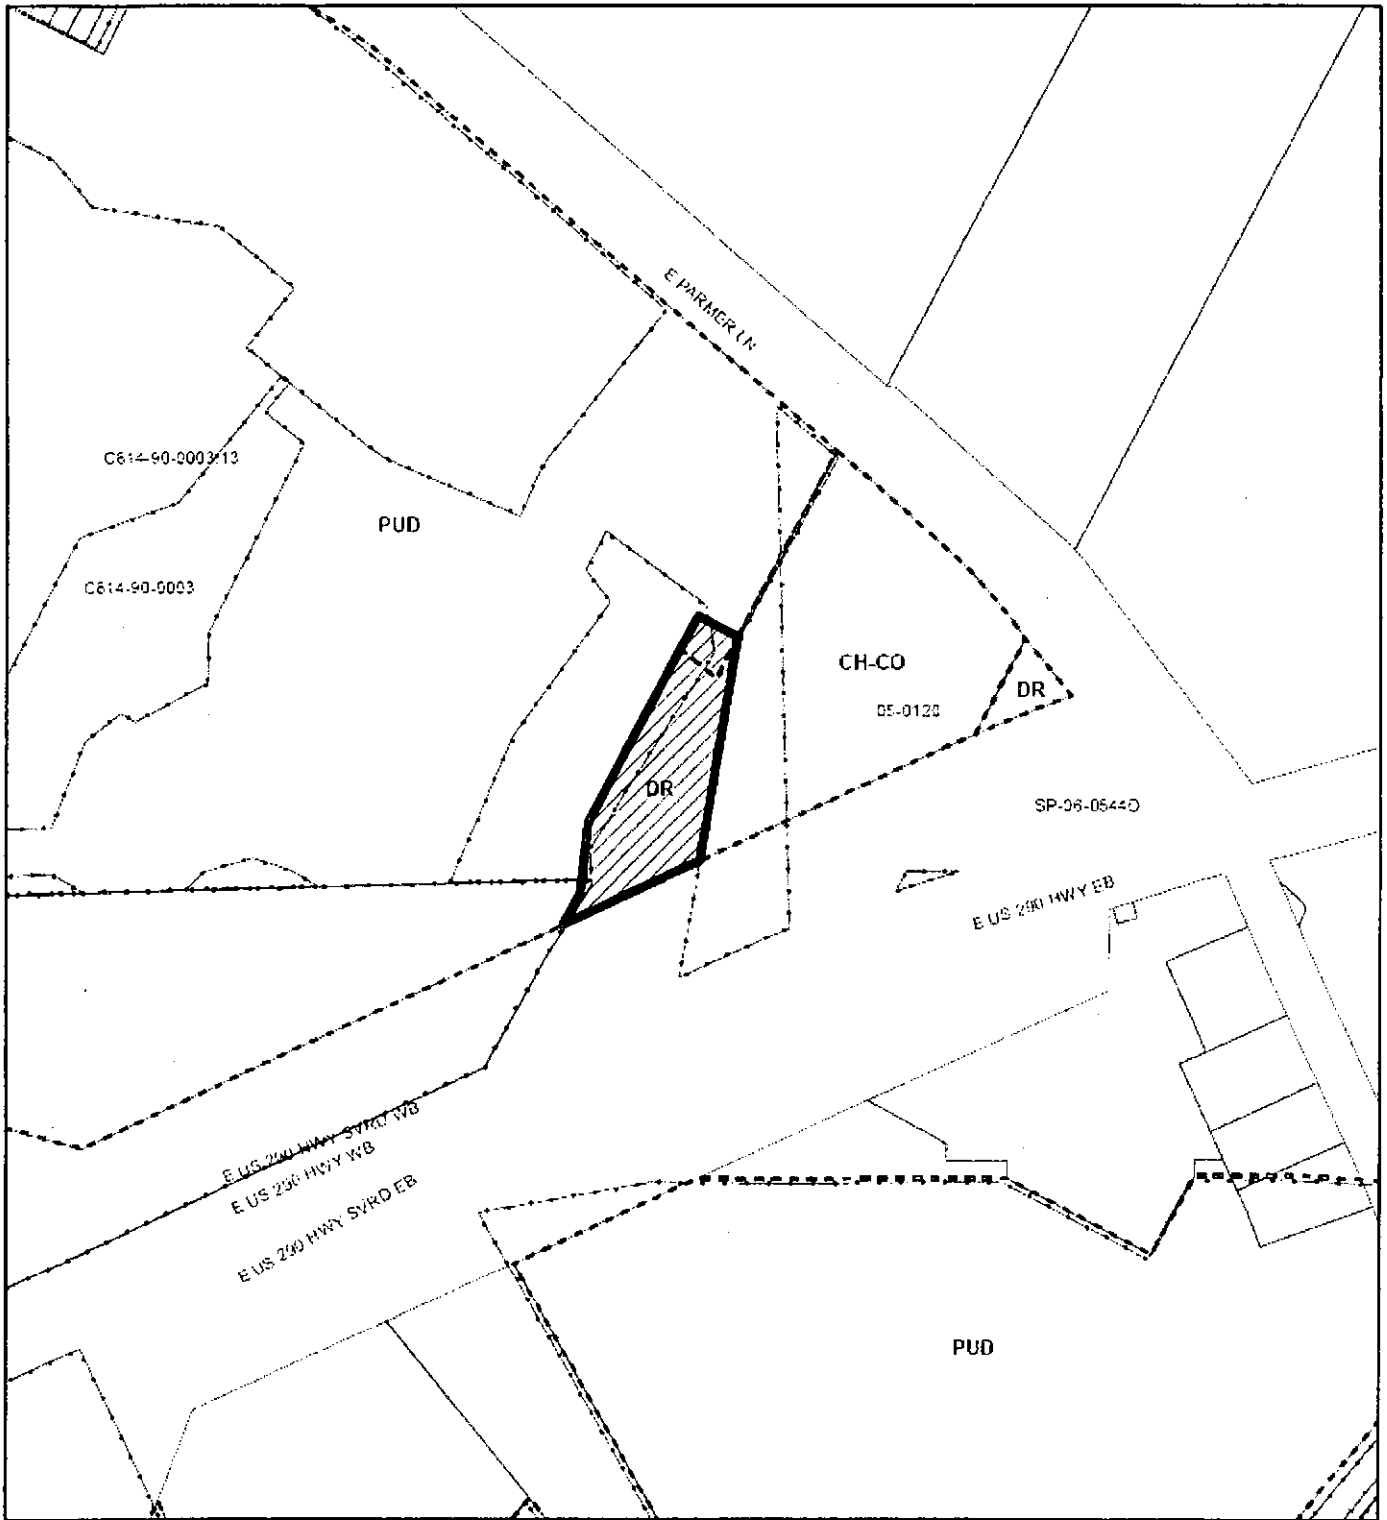 E PARMER LN
C814-90-0003.13
PUD
C814-90-0003
CH-CO
DR
05-0120
DR
SP-06-0544D
E US 290 HWY EB
E US 290 HWY SVRD WB
E US 290 HWY WB
E US 290 HWY SVRD EB
PUD